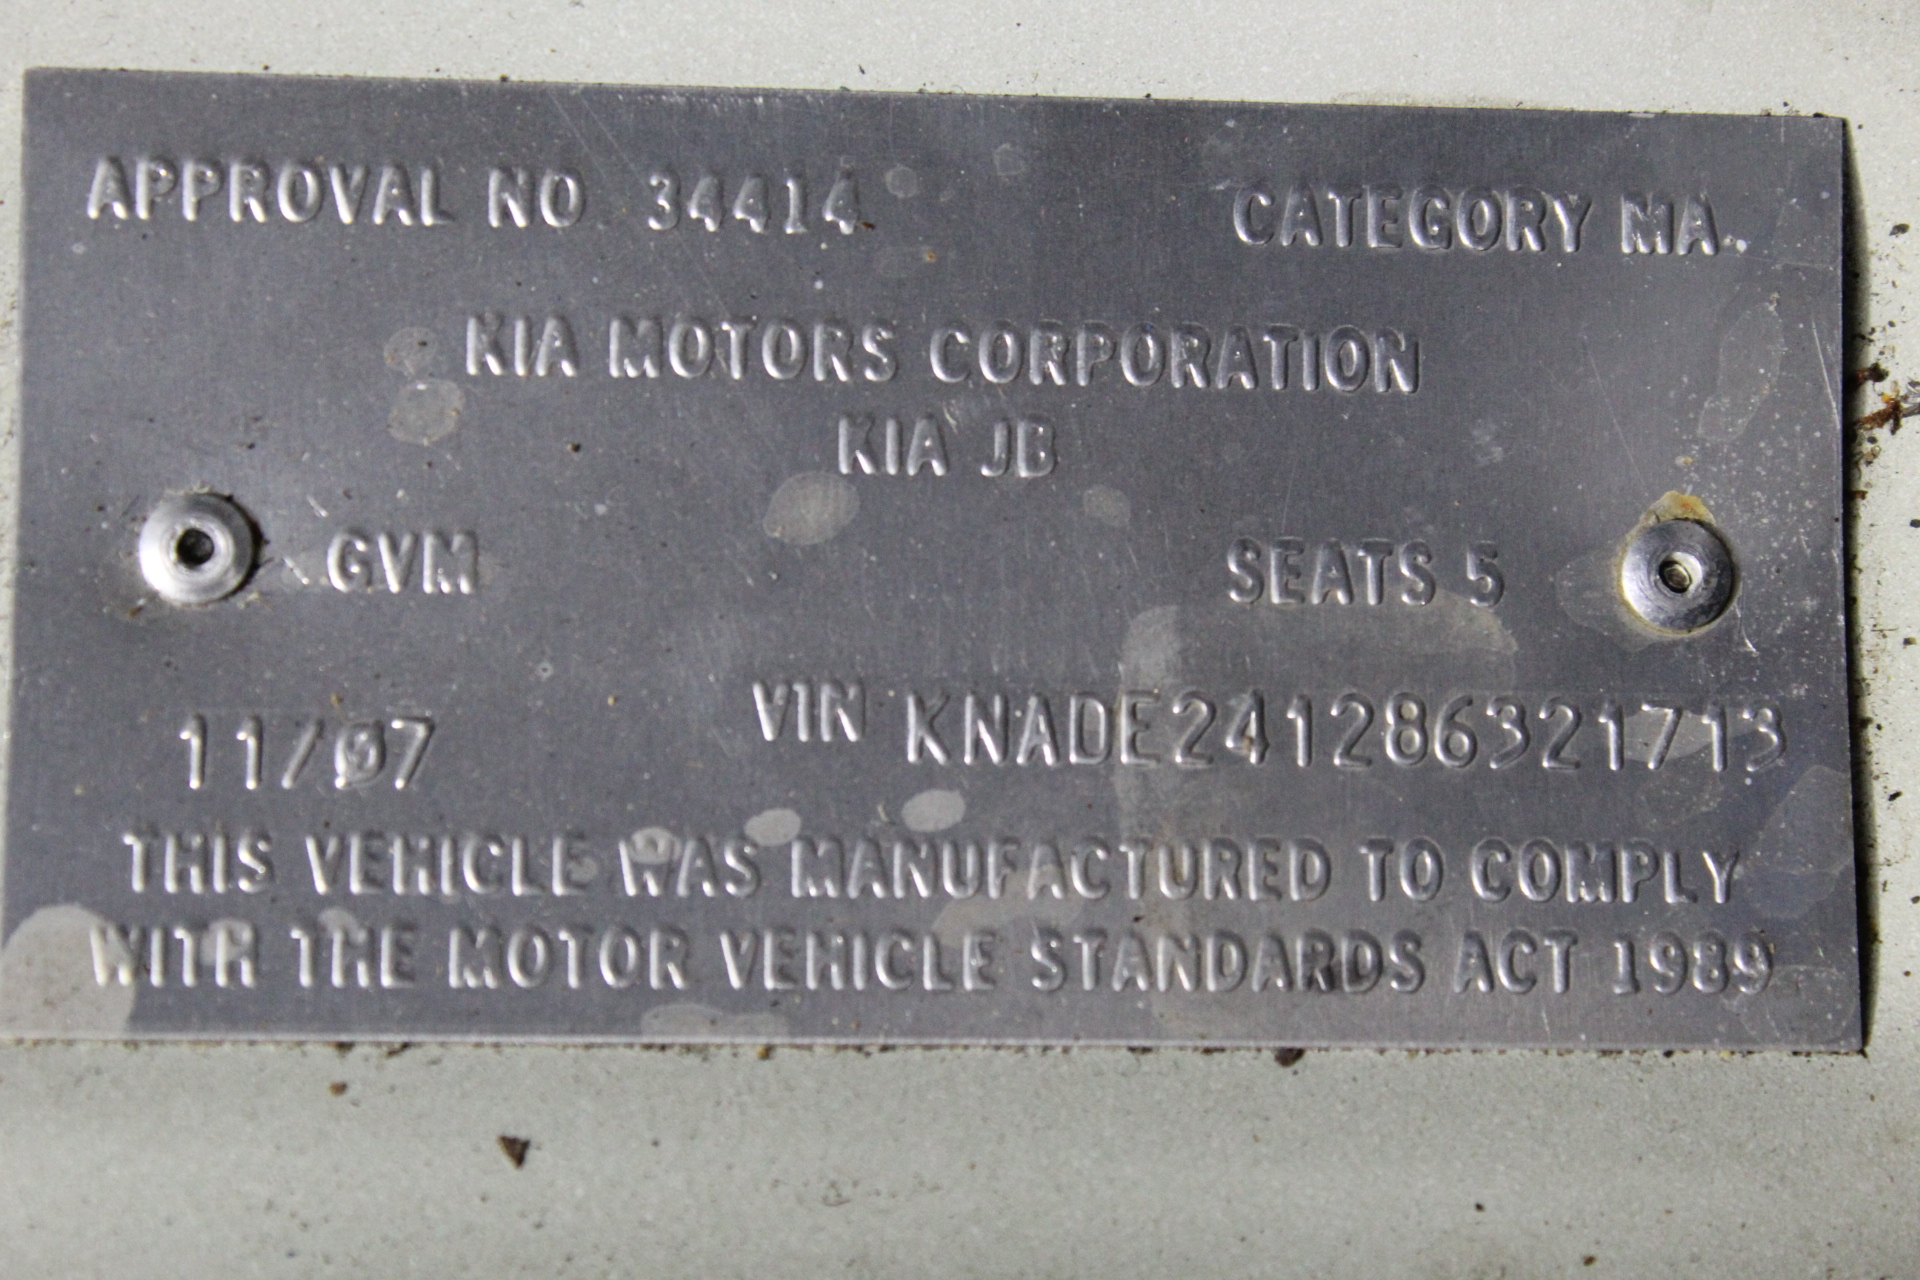 APPROVAL NO 34414 CATEGORY MA.
KIA MOTORS CORPORATION
KIA JB
GVM SEATS 5
11/07 VIN KNADE241286321713
THIS VEHICLE WAS MANUFACTURED TO COMPLY
WITH THE MOTOR VEHICLE STANDARDS ACT 1989